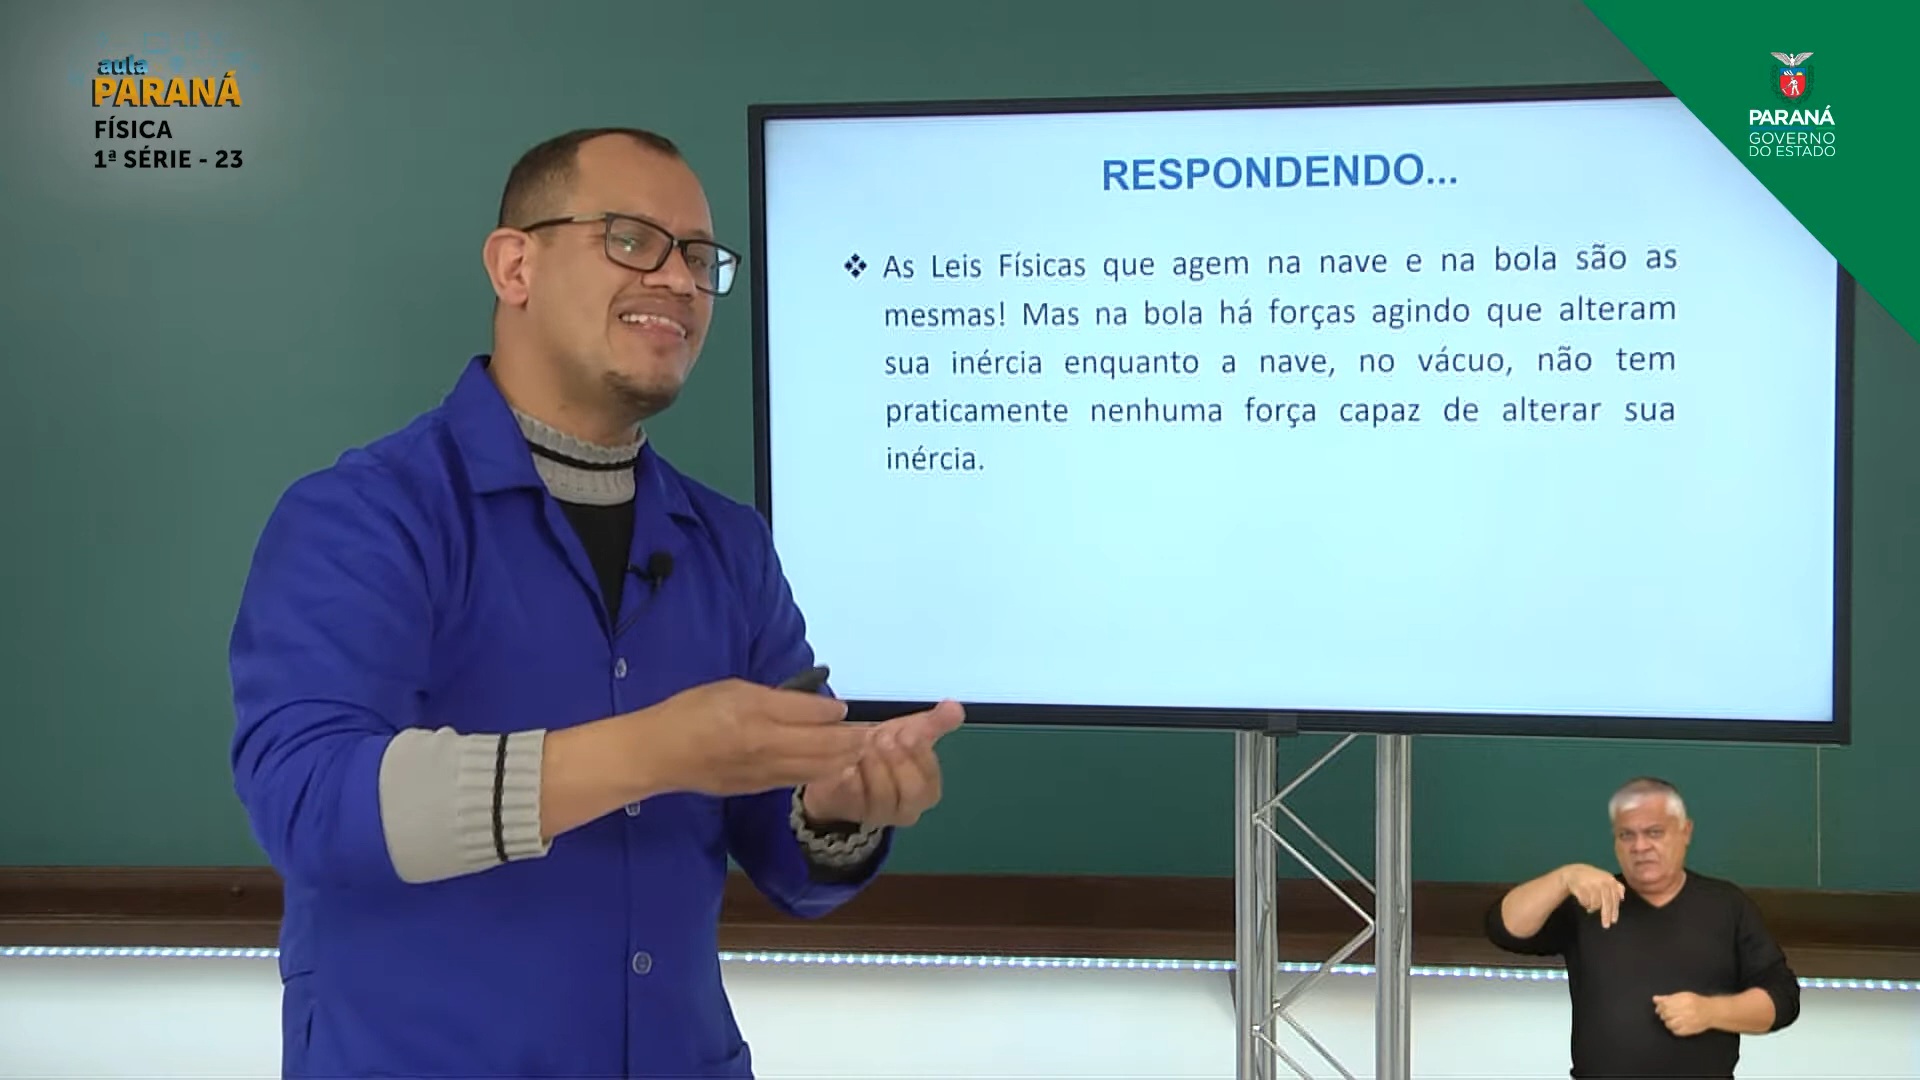 aula
PARANÁ
FÍSICA
1ª SÉRIE - 23
PARANÁ
GOVERNO
DO ESTADO
RESPONDENDO...
❖ As Leis Físicas que agem na nave e na bola são as
mesmas! Mas na bola há forças agindo que alteram
sua inércia enquanto a nave, no vácuo, não tem
praticamente nenhuma força capaz de alterar sua
inércia.